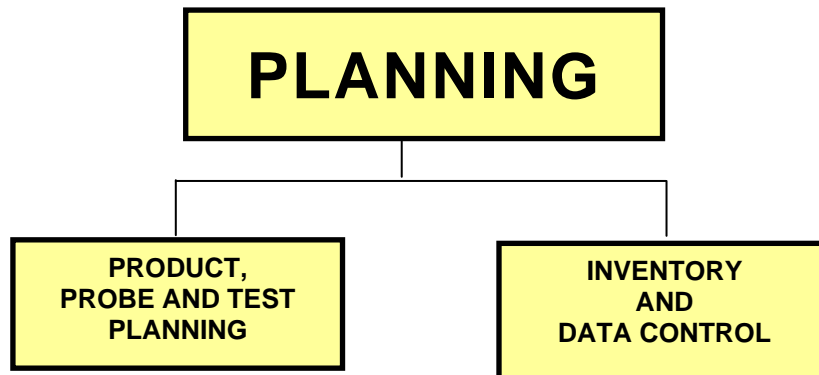 PLANNING
PRODUCT,
PROBE AND TEST
PLANNING
INVENTORY
AND
DATA CONTROL